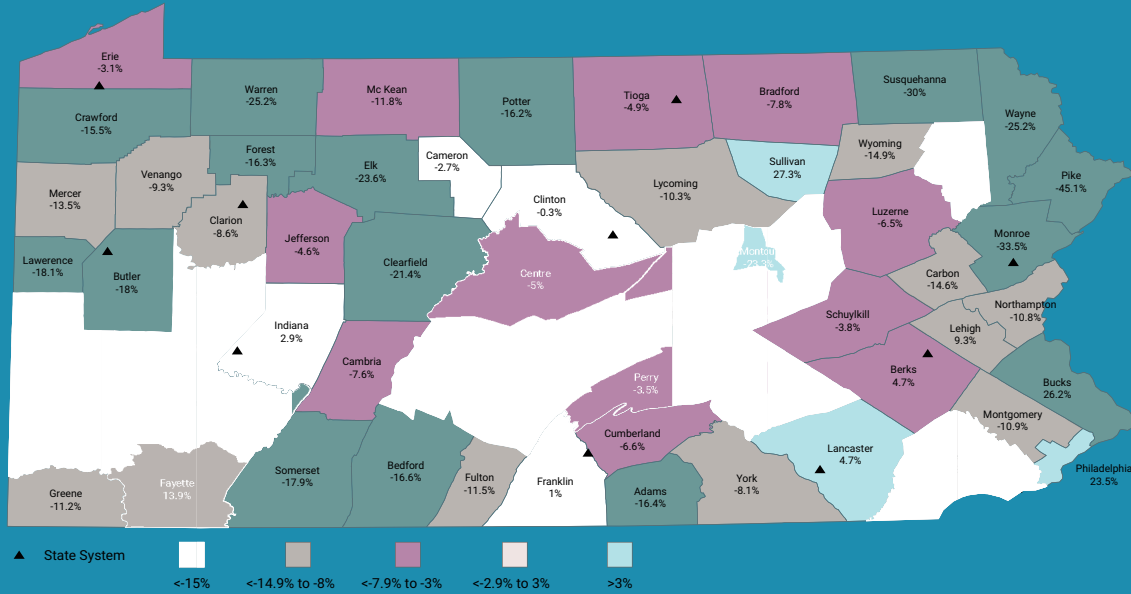 Erie
-3.1%
Warren
-25.2%
Mc Kean
-11.8%
Potter
-16.2%
Tioga
-4.9%
Bradford
-7.8%
Susquehanna
-30%
Wayne
-25.2%
Crawford
-15.5%
Forest
-16.3%
Elk
-23.6%
Cameron
-2.7%
Sullivan
27.3%
Wyoming
-14.9%
Pike
-45.1%
Mercer
-13.5%
Venango
-9.3%
Clarion
-8.6%
Jefferson
-4.6%
Clinton
-0.3%
Lycoming
-10.3%
Luzerne
-6.5%
Monroe
-33.5%
Lawerence
-18.1%
Butler
-18%
Clearfield
-21.4%
Centre
-5%
Montour
-23.3%
Carbon
-14.6%
Northampton
-10.8%
Indiana
2.9%
Schuylkill
-3.8%
Lehigh
9.3%
Cambria
-7.6%
Perry
-3.5%
Berks
4.7%
Bucks
26.2%
Cumberland
-6.6%
Montgomery
-10.9%
Greene
-11.2%
Fayette
13.9%
Somerset
-17.9%
Bedford
-16.6%
Fulton
-11.5%
Franklin
1%
Adams
-16.4%
York
-8.1%
Lancaster
4.7%
Philadelphia
23.5%
State System
<-15%
<-14.9% to -8%
<-7.9% to -3%
<-2.9% to 3%
>3%